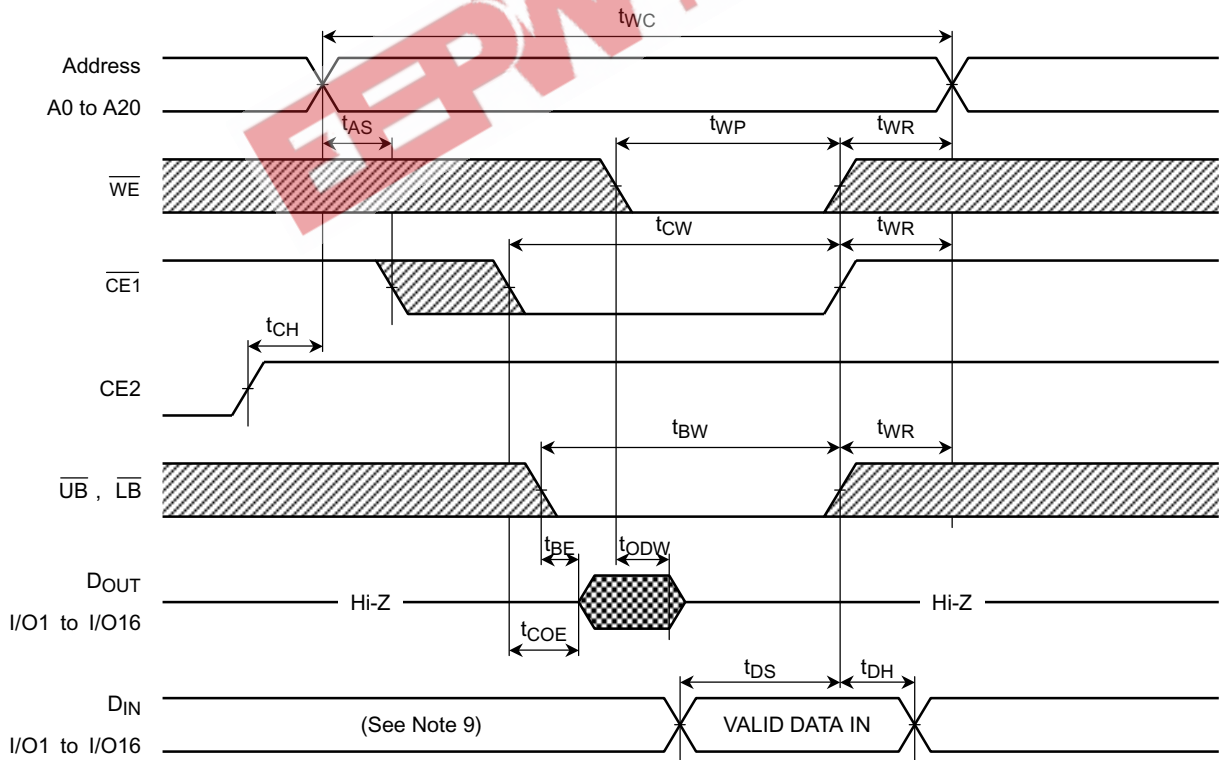 tWC
Address
A0 to A20
tAS
tWP
tWR
WE
tCW
tWR
CE1
tCH
CE2
tBW
tWR
UB , LB
tBE
tODW
DOUT
I/O1 to I/O16
Hi-Z
Hi-Z
tCOE
tDS
tDH
DIN
I/O1 to I/O16
(See Note 9)
VALID DATA IN